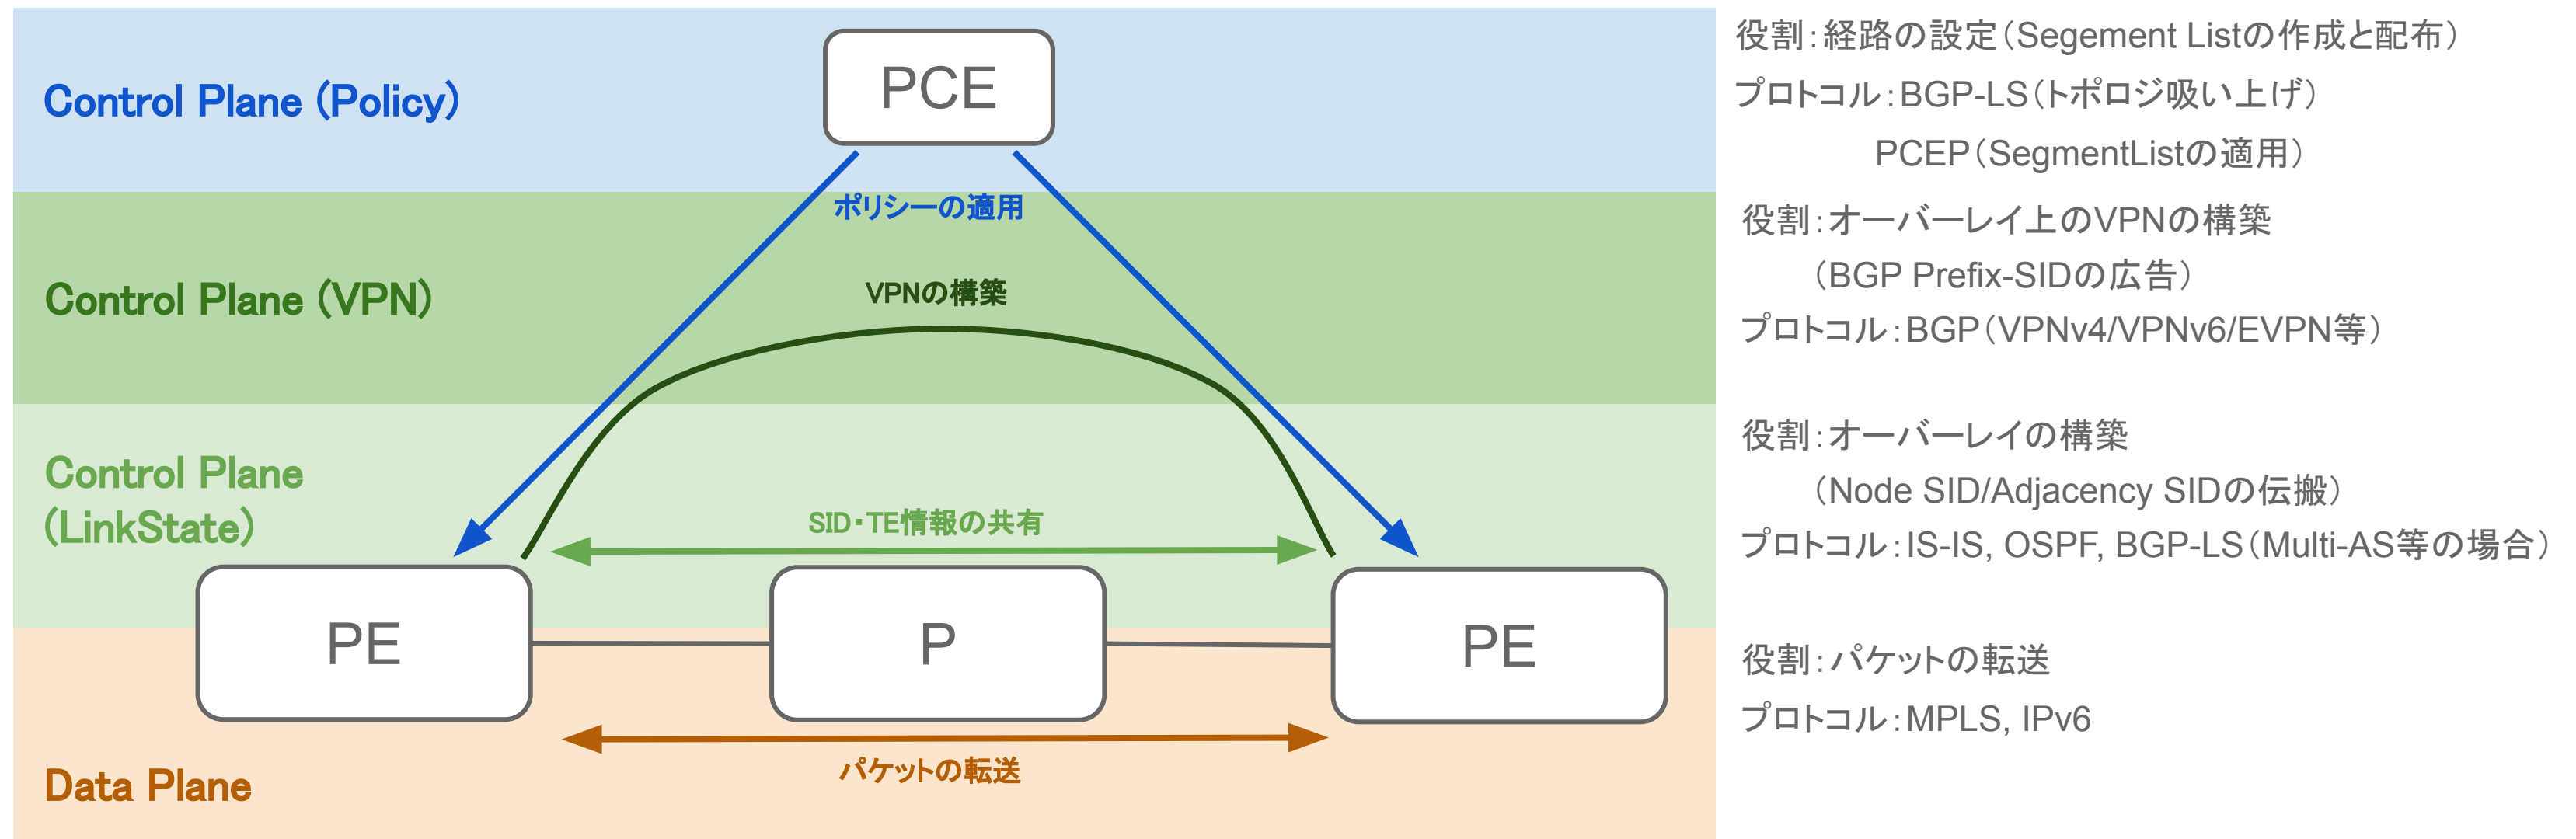 PCE
役割：経路の設定（Segement Listの作成と配布）
Control Plane (Policy)
プロトコル：BGP-LS（トポロジ吸い上げ）
PCEP（SegmentListの適用）
ポリシーの適用
役割：オーバーレイ上のVPNの構築
（BGP Prefix-SIDの広告）
Control Plane (VPN)
VPNの構築
プロトコル：BGP（VPNv4/VPNv6/EVPN等）
役割：オーバーレイの構築
Control Plane
(LinkState)
（Node SID/Adjacency SIDの伝搬）
SID・TE情報の共有
プロトコル：IS-IS, OSPF, BGP-LS（Multi-AS等の場合）
PE
P
PE
役割：パケットの転送
プロトコル：MPLS, IPv6
パケットの転送
Data Plane